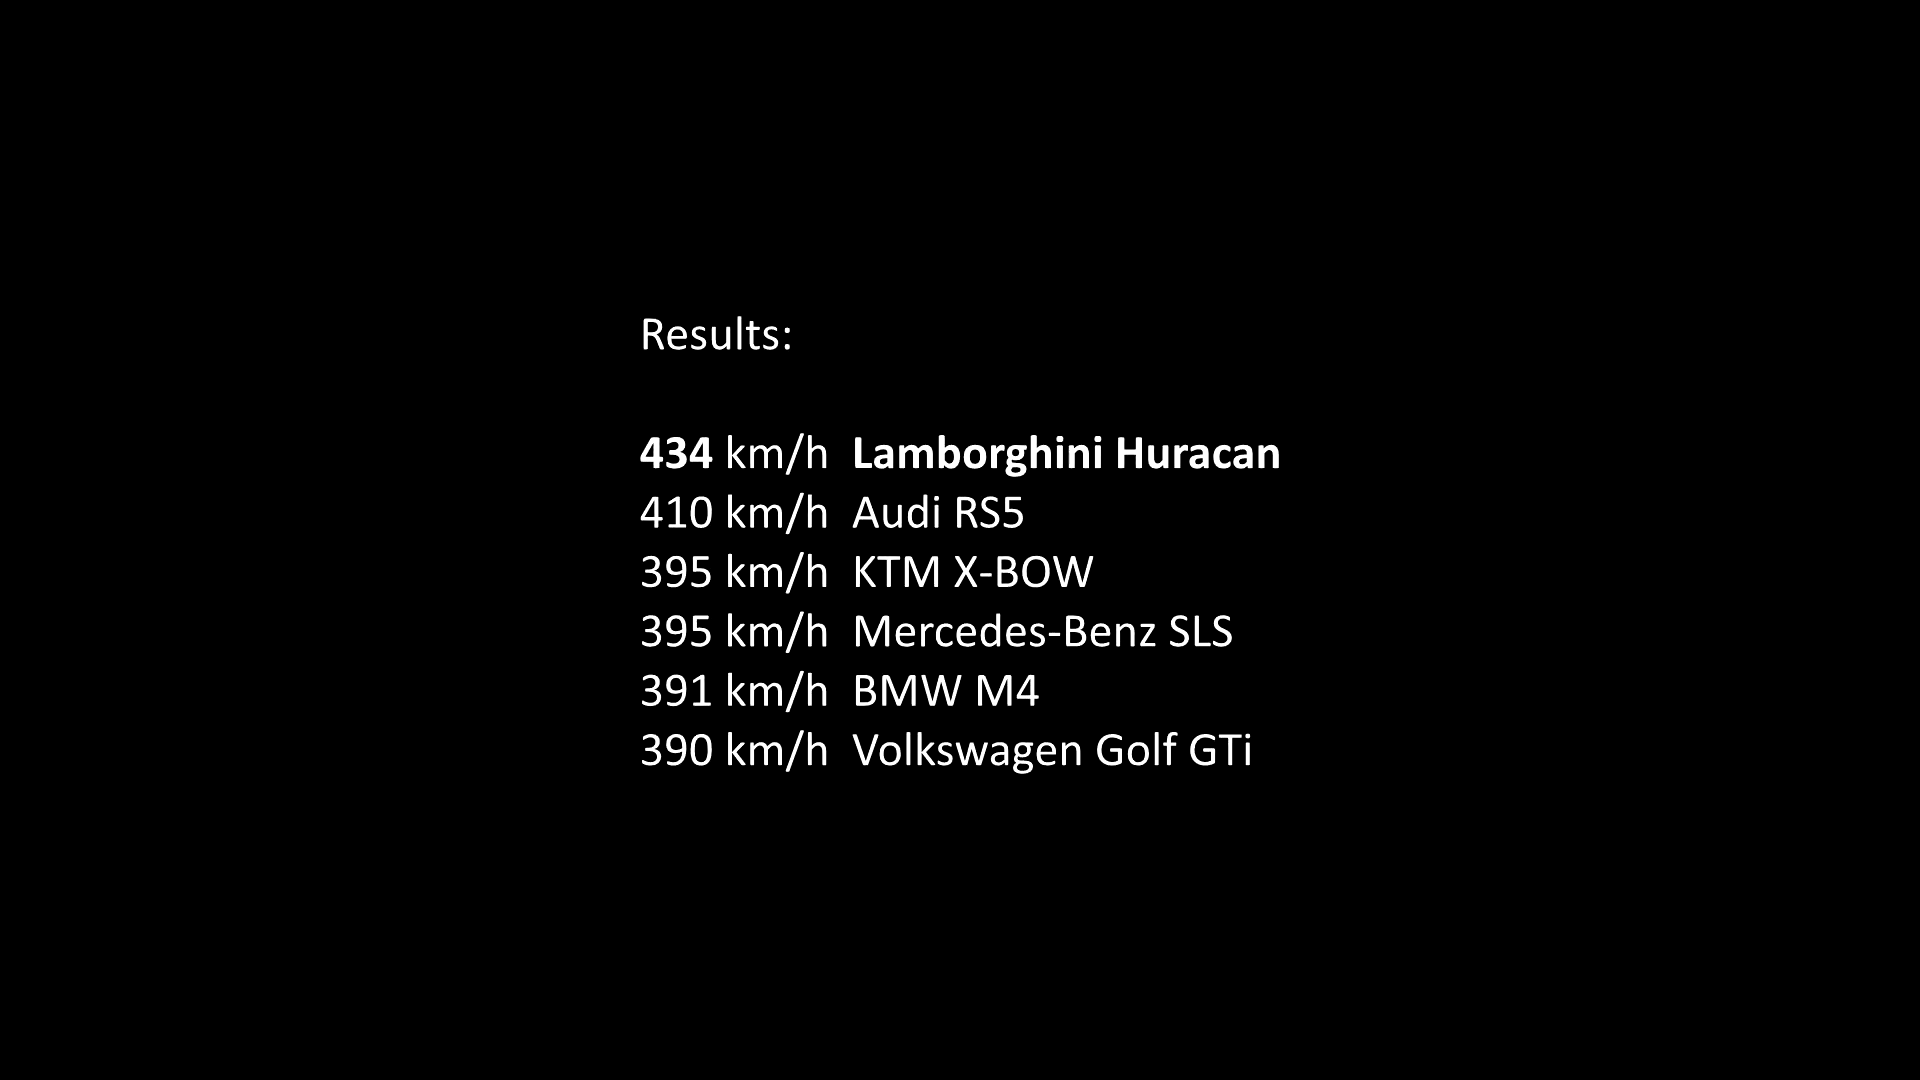 Results:
434 km/h Lamborghini Huracan
410 km/h Audi RS5
395 km/h KTM X-BOW
395 km/h Mercedes-Benz SLS
391 km/h BMW M4
390 km/h Volkswagen Golf GTi